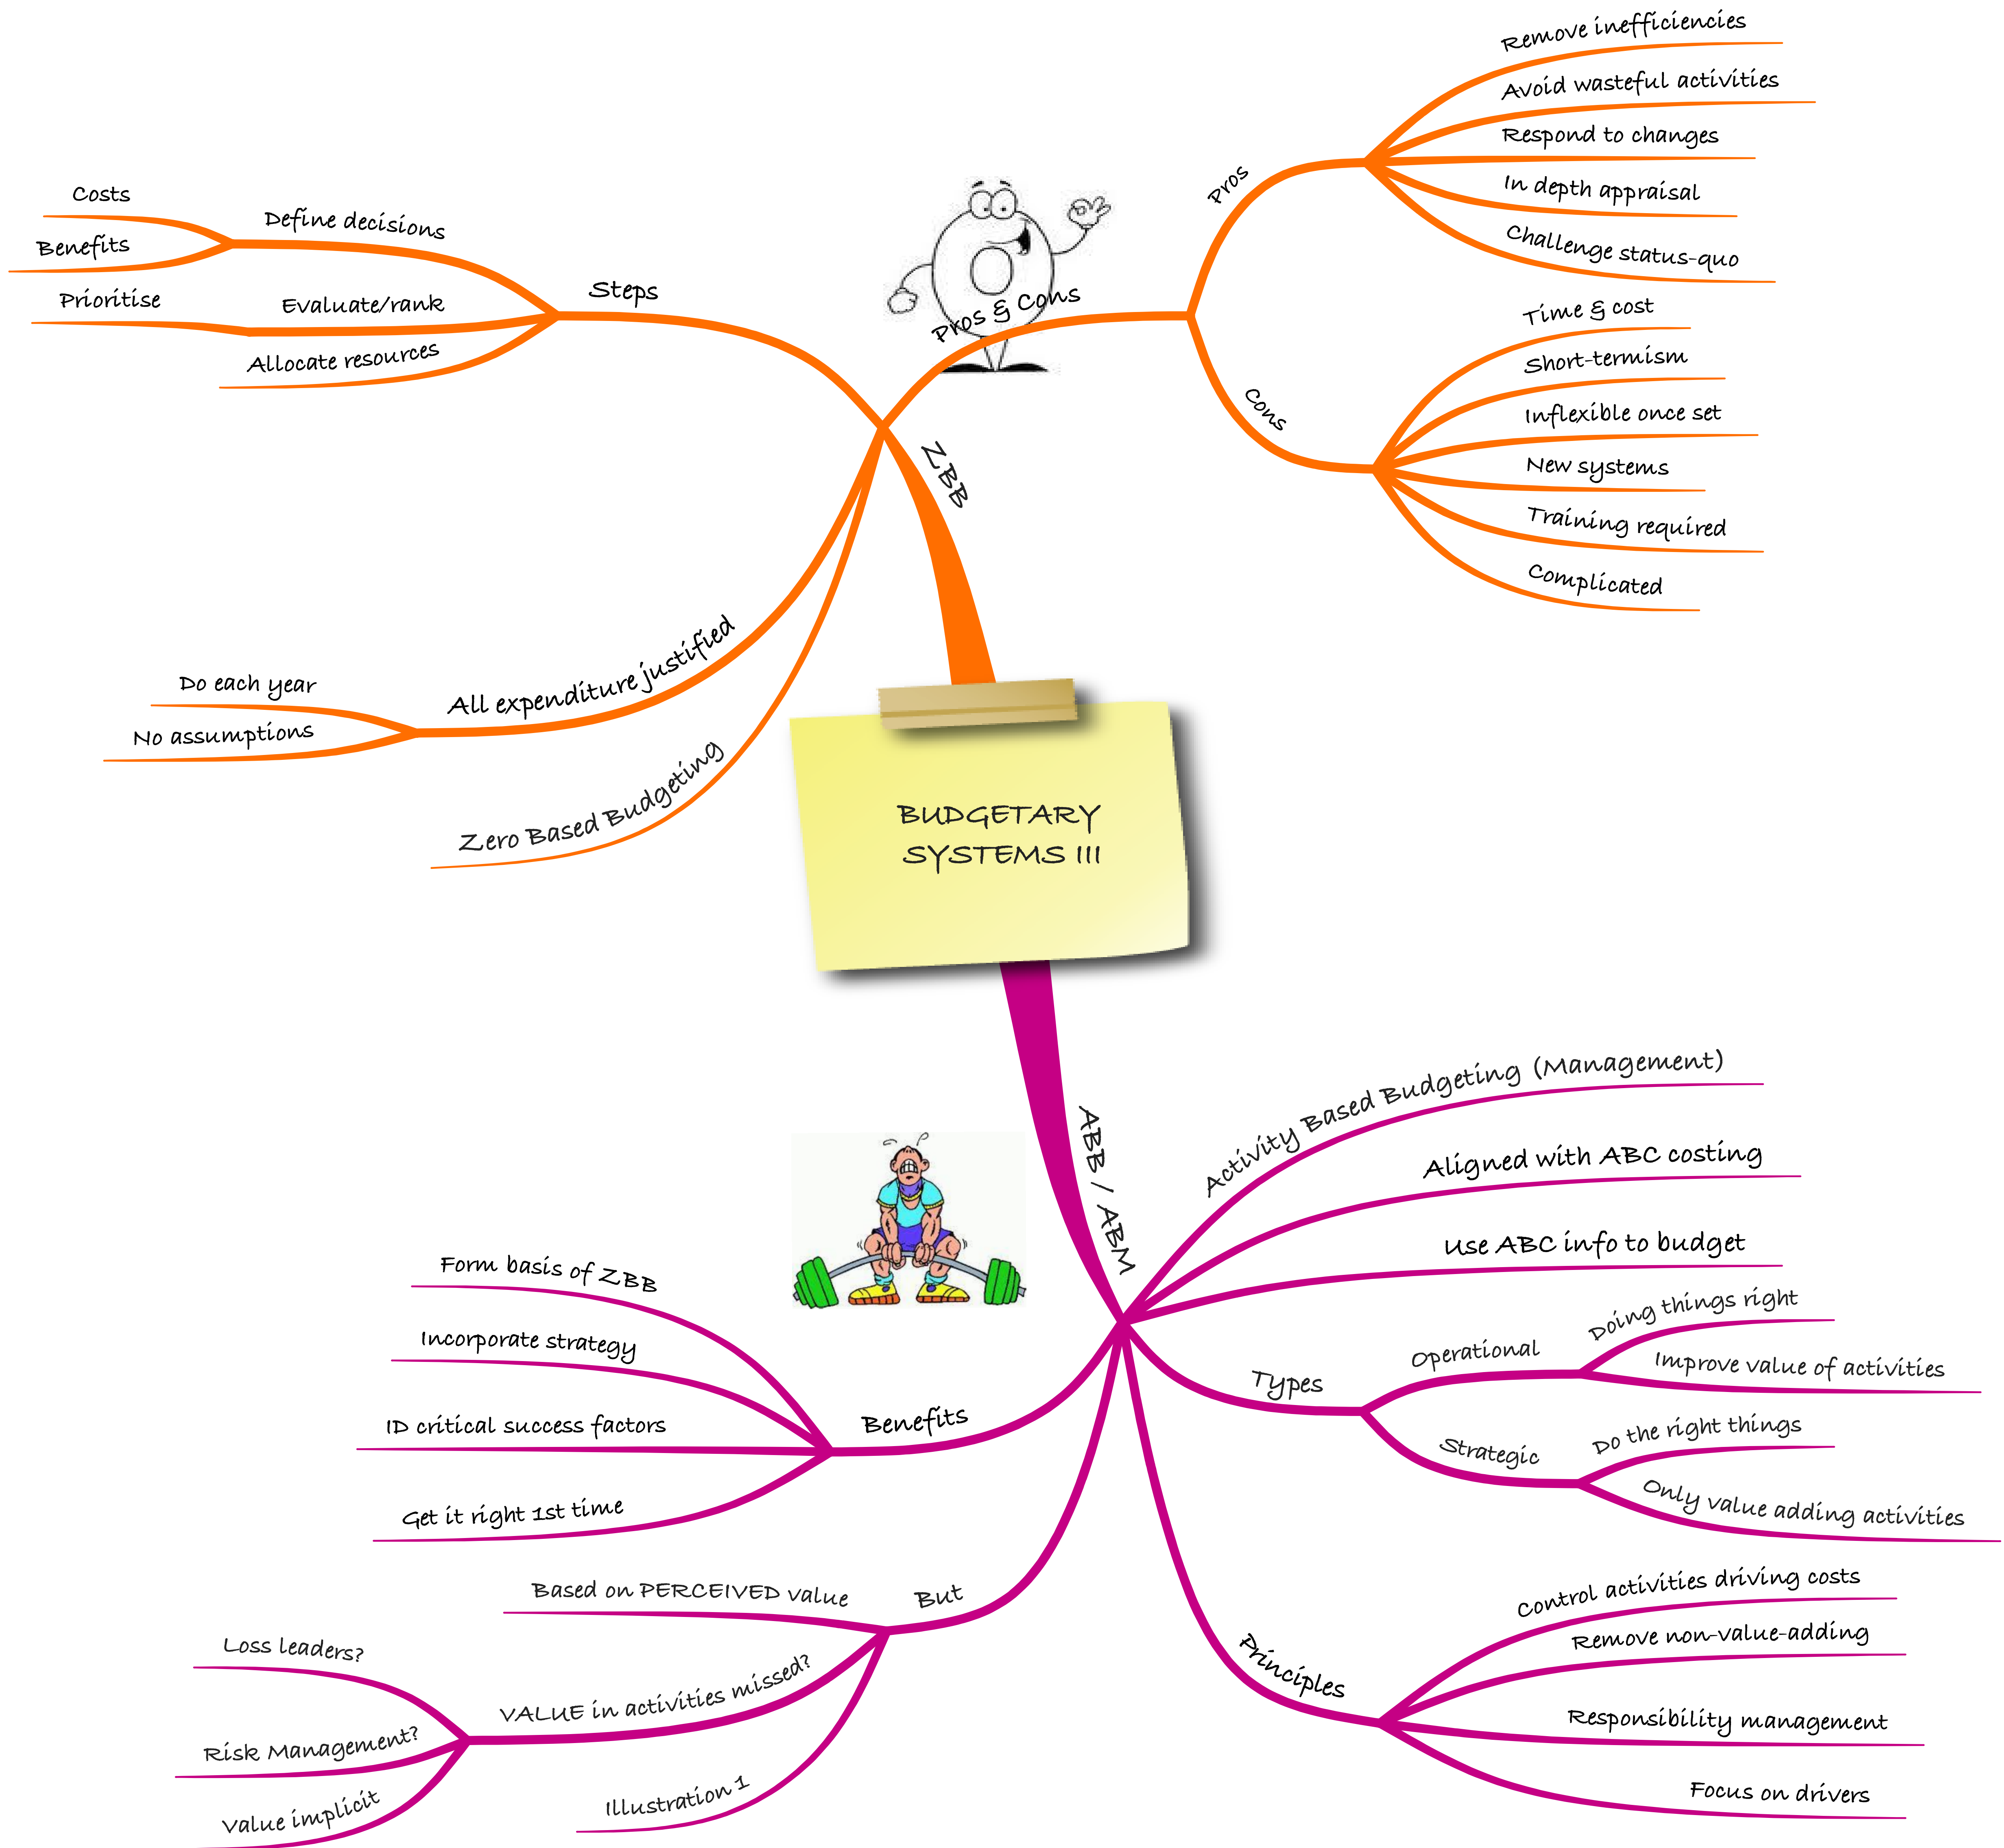 BUDGETARY
SYSTEMS III
ZBB
Steps
Define decisions
Costs
Benefits
Evaluate/rank
Prioritise
Allocate resources
Pros & Cons
Pros
Remove inefficiencies
Avoid wasteful activities
Respond to changes
In depth appraisal
Challenge status-quo
Cons
Time & cost
Short-termism
Inflexible once set
New systems
Training required
Complicated
All expenditure justified
Do each year
No assumptions
Zero Based Budgeting
ABB / ABM
Activity Based Budgeting (Management)
Aligned with ABC costing
Use ABC info to budget
Types
Operational
Doing things right
Improve value of activities
Strategic
Do the right things
Only value adding activities
Principles
Control activities driving costs
Remove non-value-adding
Responsibility management
Focus on drivers
Benefits
Form basis of ZBB
Incorporate strategy
ID critical success factors
Get it right 1st time
But
Based on PERCEIVED value
VALUE in activities missed?
Loss leaders?
Risk Management?
Value implicit
Illustration 1